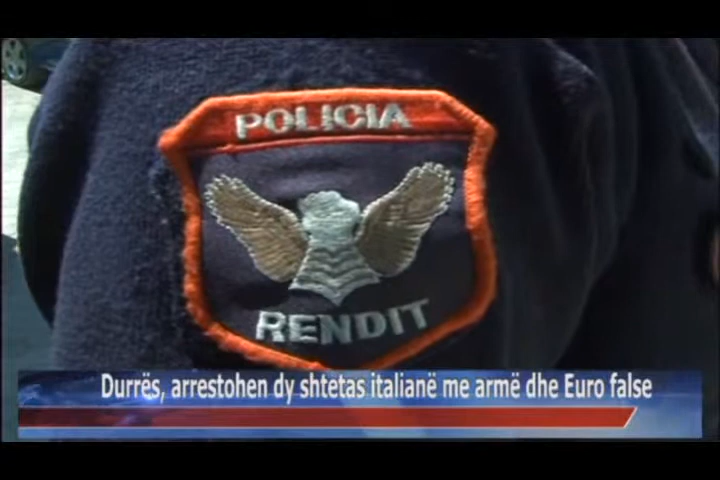 POLICIA
RENDIT
Durrës, arrestohen dy shtetas italianë me armë dhe Euro false